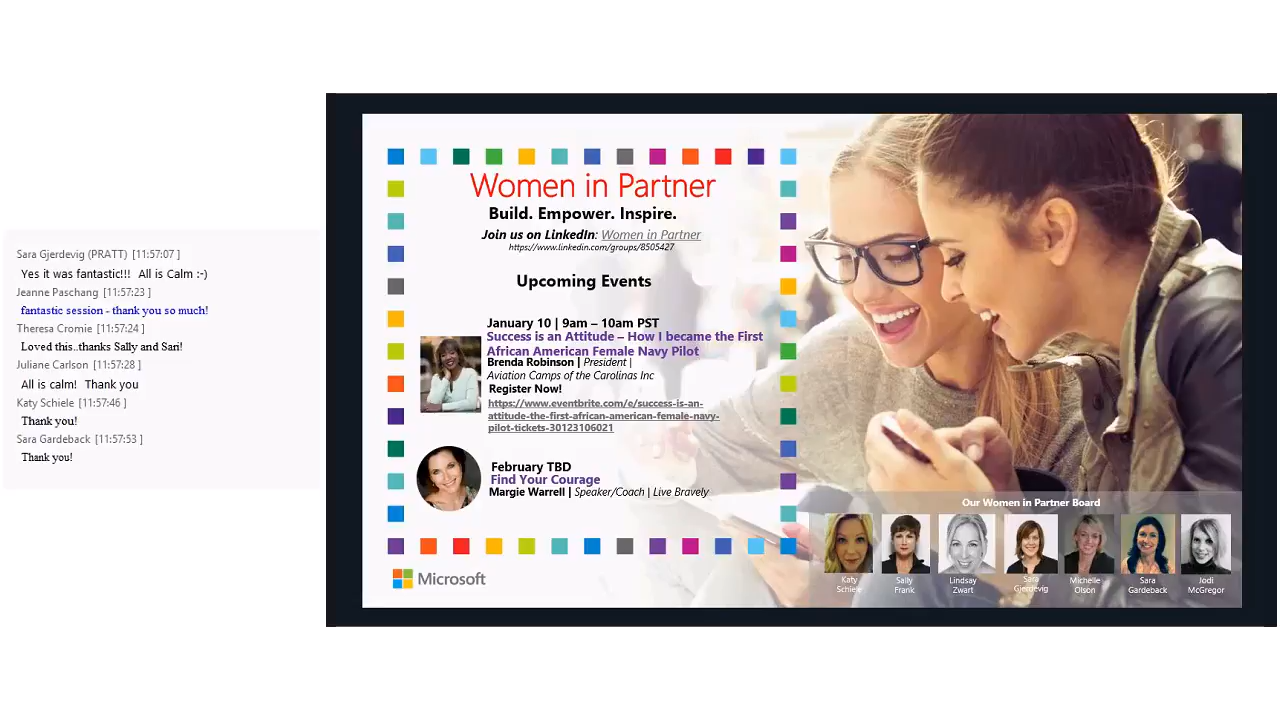 Sara Gjerdevig (PRATT) [11:57:07 ]
Yes it was fantastic!!! All is Calm :-)
Jeanne Paschang [11:57:23 ]
fantastic session - thank you so much!
Theresa Cromie [11:57:24 ]
Loved this..thanks Sally and Sari!
Juliane Carlson [11:57:28 ]
All is calm! Thank you
Katy Schiele [11:57:46 ]
Thank you!
Sara Gardeback [11:57:53 ]
Thank you!
Women in Partner
Build. Empower. Inspire.
Join us on LinkedIn: Women in Partner
https://www.linkedin.com/groups/8505427
Upcoming Events
January 10 | 9am – 10am PST
Success is an Attitude – How I became the First
African American Female Navy Pilot
Brenda Robinson | President |
Aviation Camps of the Carolinas Inc
Register Now!
https://www.eventbrite.com/e/success-is-an-
attitude-the-first-african-american-female-navy-
pilot-tickets-30123106021
February TBD
Find Your Courage
Margie Warrell | Speaker/Coach | Live Bravely
Microsoft
Our Women in Partner Board
Katy Schiele
Sally Frank
Lindsay Zwart
Sara Gjerdevig
Michelle Olson
Sara Gardeback
Jodi McGregor